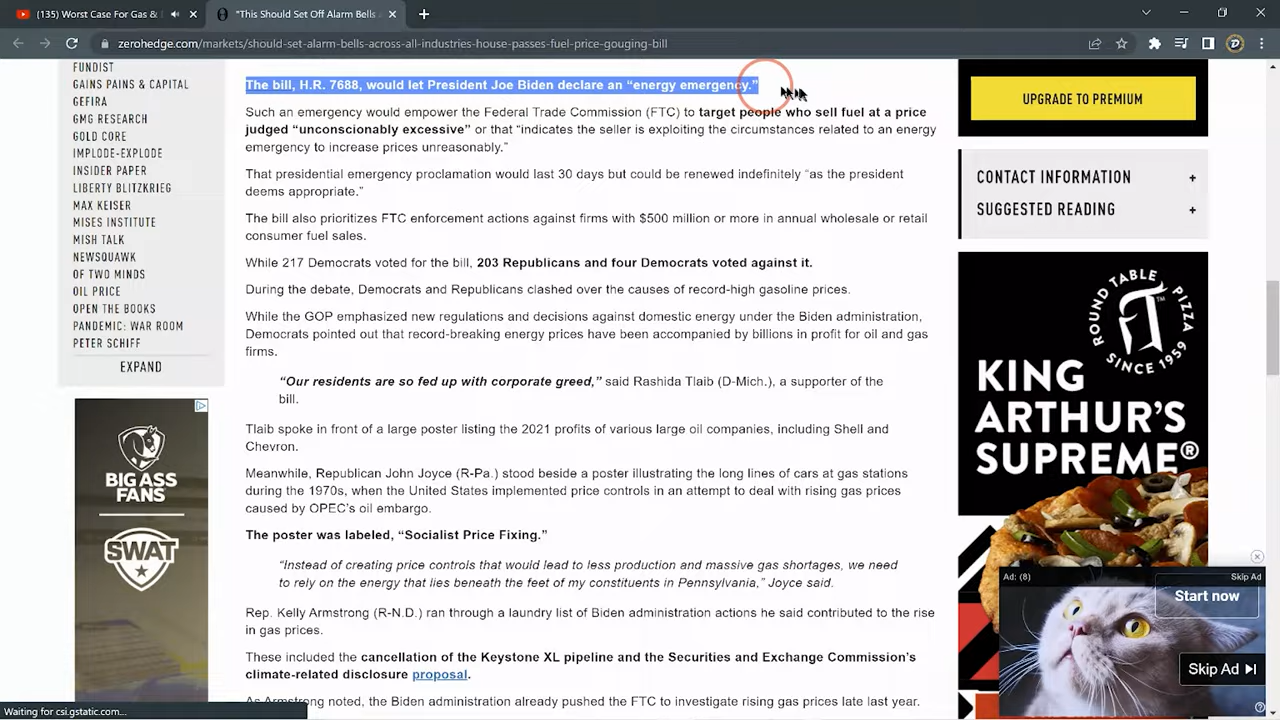 (135) Worst Case For Gas &
"This Should Set Off Alarm Bells
zerohedge.com/markets/should-set-alarm-bells-across-all-industries-house-passes-fuel-price-gouging-bill
FUNDIST
GAINS PAINS & CAPITAL
GEFIRA
GMG RESEARCH
GOLD CORE
IMPLODE-EXPLODE
INSIDER PAPER
LIBERTY BLITZKRIEG
MAX KEISER
MISES INSTITUTE
MISH TALK
NEWSQUAWK
OF TWO MINDS
OIL PRICE
OPEN THE BOOKS
PANDEMIC: WAR ROOM
PETER SCHIFF
EXPAND
BIG ASS
FANS
SWAT
The bill, H.R. 7688, would let President Joe Biden declare an “energy emergency.”
Such an emergency would empower the Federal Trade Commission (FTC) to target people who sell fuel at a price
judged “unconscionably excessive” or that “indicates the seller is exploiting the circumstances related to an energy
emergency to increase prices unreasonably.”
That presidential emergency proclamation would last 30 days but could be renewed indefinitely “as the president
deems appropriate.”
The bill also prioritizes FTC enforcement actions against firms with $500 million or more in annual wholesale or retail
consumer fuel sales.
While 217 Democrats voted for the bill, 203 Republicans and four Democrats voted against it.
During the debate, Democrats and Republicans clashed over the causes of record-high gasoline prices.
While the GOP emphasized new regulations and decisions against domestic energy under the Biden administration,
Democrats pointed out that record-breaking energy prices have been accompanied by billions in profit for oil and gas
firms.
“Our residents are so fed up with corporate greed,” said Rashida Tlaib (D-Mich.), a supporter of the
bill.
Tlaib spoke in front of a large poster listing the 2021 profits of various large oil companies, including Shell and
Chevron.
Meanwhile, Republican John Joyce (R-Pa.) stood beside a poster illustrating the long lines of cars at gas stations
during the 1970s, when the United States implemented price controls in an attempt to deal with rising gas prices
caused by OPEC’s oil embargo.
The poster was labeled, “Socialist Price Fixing.”
“Instead of creating price controls that would lead to less production and massive gas shortages, we need
to rely on the energy that lies beneath the feet of my constituents in Pennsylvania,” Joyce said.
Rep. Kelly Armstrong (R-N.D.) ran through a laundry list of Biden administration actions he said contributed to the rise
in gas prices.
These included the cancellation of the Keystone XL pipeline and the Securities and Exchange Commission’s
climate-related disclosure proposal.
As Armstrong noted, the Biden administration already pushed the FTC to investigate rising gas prices late last year.
UPGRADE TO PREMIUM
CONTACT INFORMATION +
SUGGESTED READING +
ROUND TABLE PIZZA
SINCE 1959
TM
KING
ARTHUR’S
SUPREME®
Ad: (8)
Skip Ad
Start now
Skip Ad
Waiting for csi.gstatic.com...